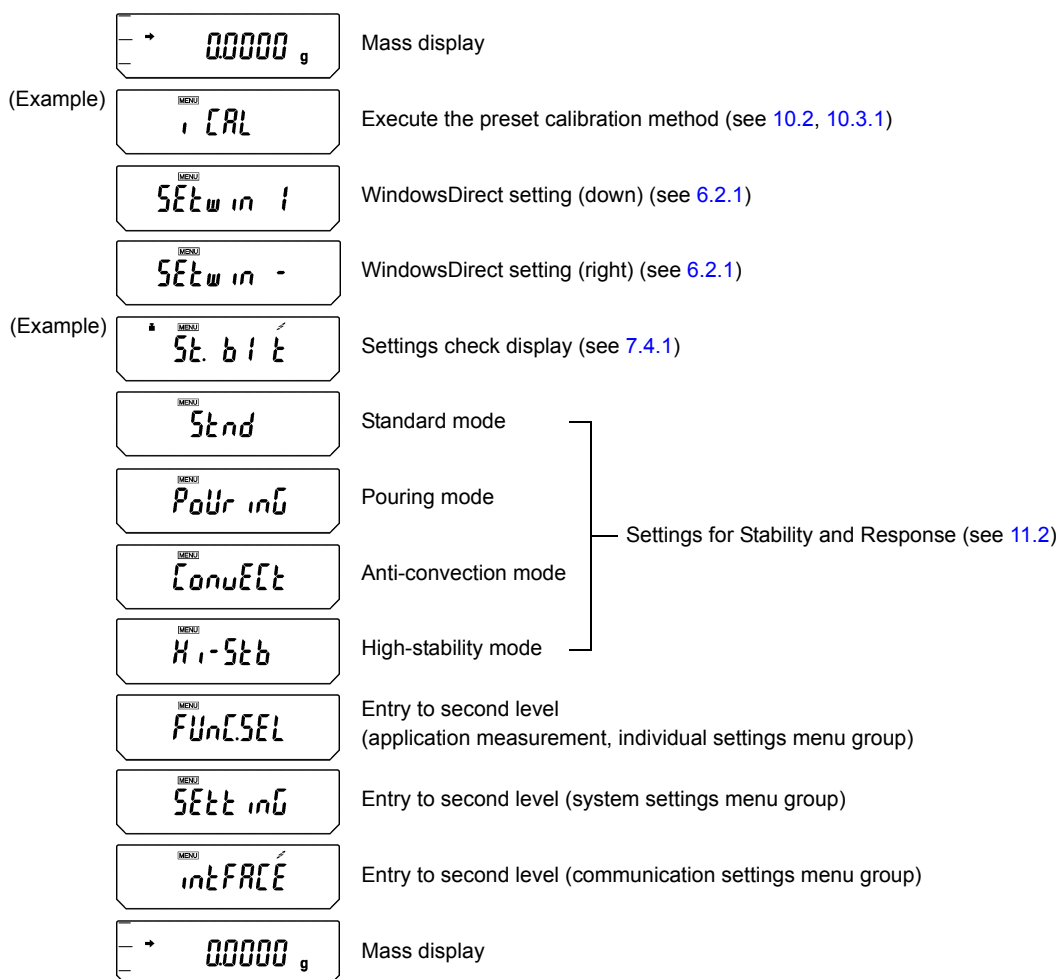 0.0000 g Mass display
(Example) MENU i CAL Execute the preset calibration method (see 10.2, 10.3.1)
MENU SEtwin I WindowsDirect setting (down) (see 6.2.1)
MENU SEtwin - WindowsDirect setting (right) (see 6.2.1)
(Example) MENU St. bIt Settings check display (see 7.4.1)
MENU Stnd Standard mode
MENU PoUrinG Pouring mode
Settings for Stability and Response (see 11.2)
MENU ConvECt Anti-convection mode
MENU Hi-Stb High-stability mode
MENU FUnC.SEL Entry to second level
(application measurement, individual settings menu group)
MENU SEttinG Entry to second level (system settings menu group)
MENU intFACE Entry to second level (communication settings menu group)
0.0000 g Mass display